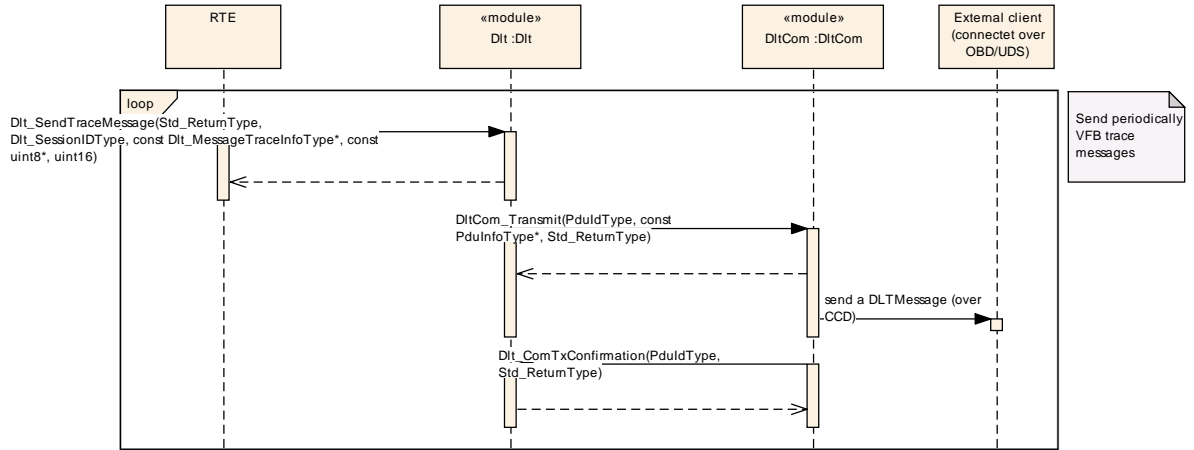 RTE
«module»
Dlt :Dlt
«module»
DltCom :DltCom
External client
(connectet over
OBD/UDS)
loop
Dlt_SendTraceMessage(Std_ReturnType,
Dlt_SessionIDType, const Dlt_MessageTraceInfoType*, const
uint8*, uint16)
Send periodically
VFB trace
messages
DltCom_Transmit(PduIdType, const
PduInfoType*, Std_ReturnType)
send a DLTMessage (over
CCD)
Dlt_ComTxConfirmation(PduIdType,
Std_ReturnType)